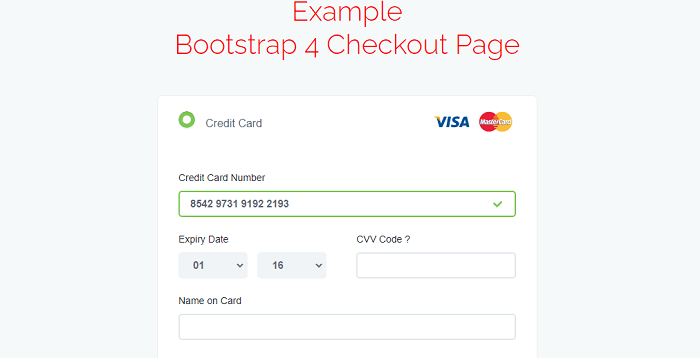 Example
Bootstrap 4 Checkout Page
Credit Card
VISA
MasterCard
Credit Card Number
8542 9731 9192 2193
Expiry Date
CVV Code ?
01
16
Name on Card